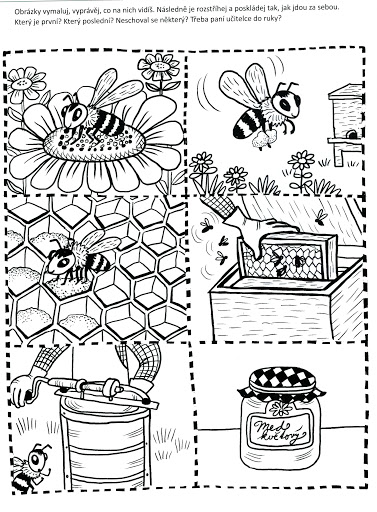 Obrázky vymaluj, vyprávěj, co na nich vidíš. Následně je rozstříhej a poskládej tak, jak jdou za sebou.
Který je první? Který poslední? Neschoval se některý? Třeba paní učitelce do ruky?
Med
květový